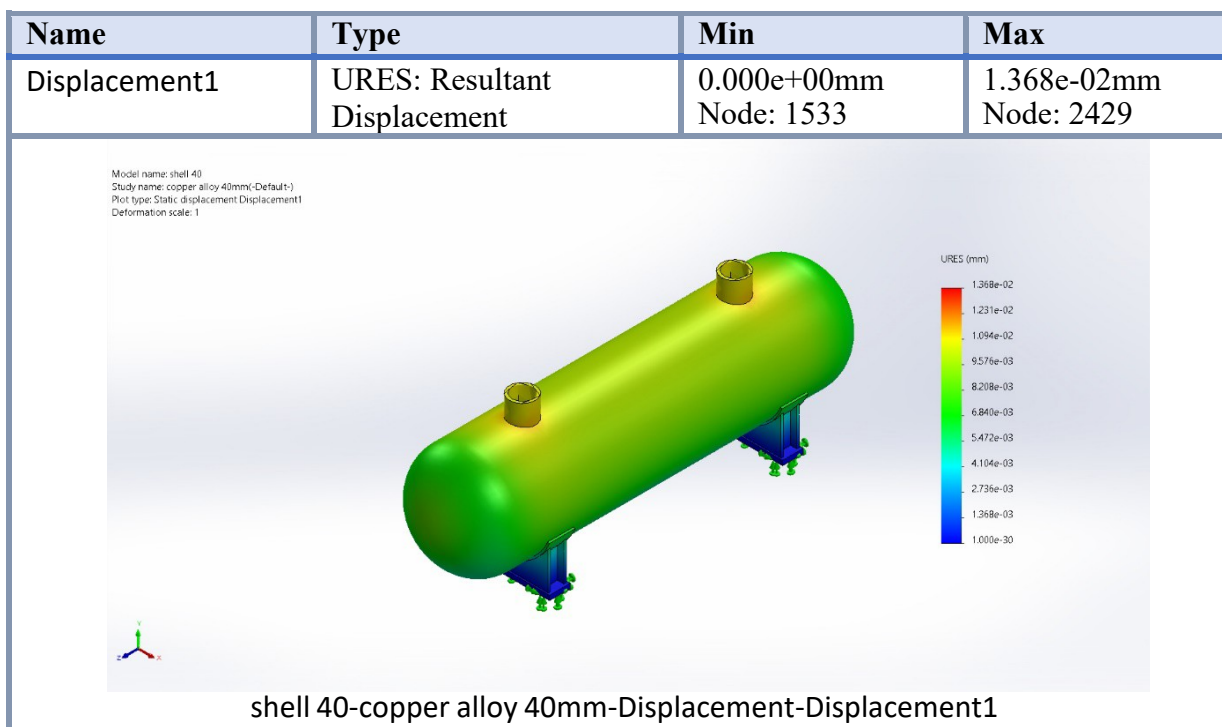 Name Type Min Max
Displacement1 URES: Resultant 0.000e+00mm 1.368e-02mm
Displacement Node: 1533 Node: 2429
Model name: shell 40
Study name: copper alloy 40mm(-Default-)
Plot type: Static displacement Displacement1
Deformation scale: 1
URES (mm)
1.368e-02
1.231e-02
1.094e-02
9.576e-03
8.208e-03
6.840e-03
5.472e-03
4.104e-03
2.736e-03
1.368e-03
1.000e-30
Y
Z X
shell 40-copper alloy 40mm-Displacement-Displacement1